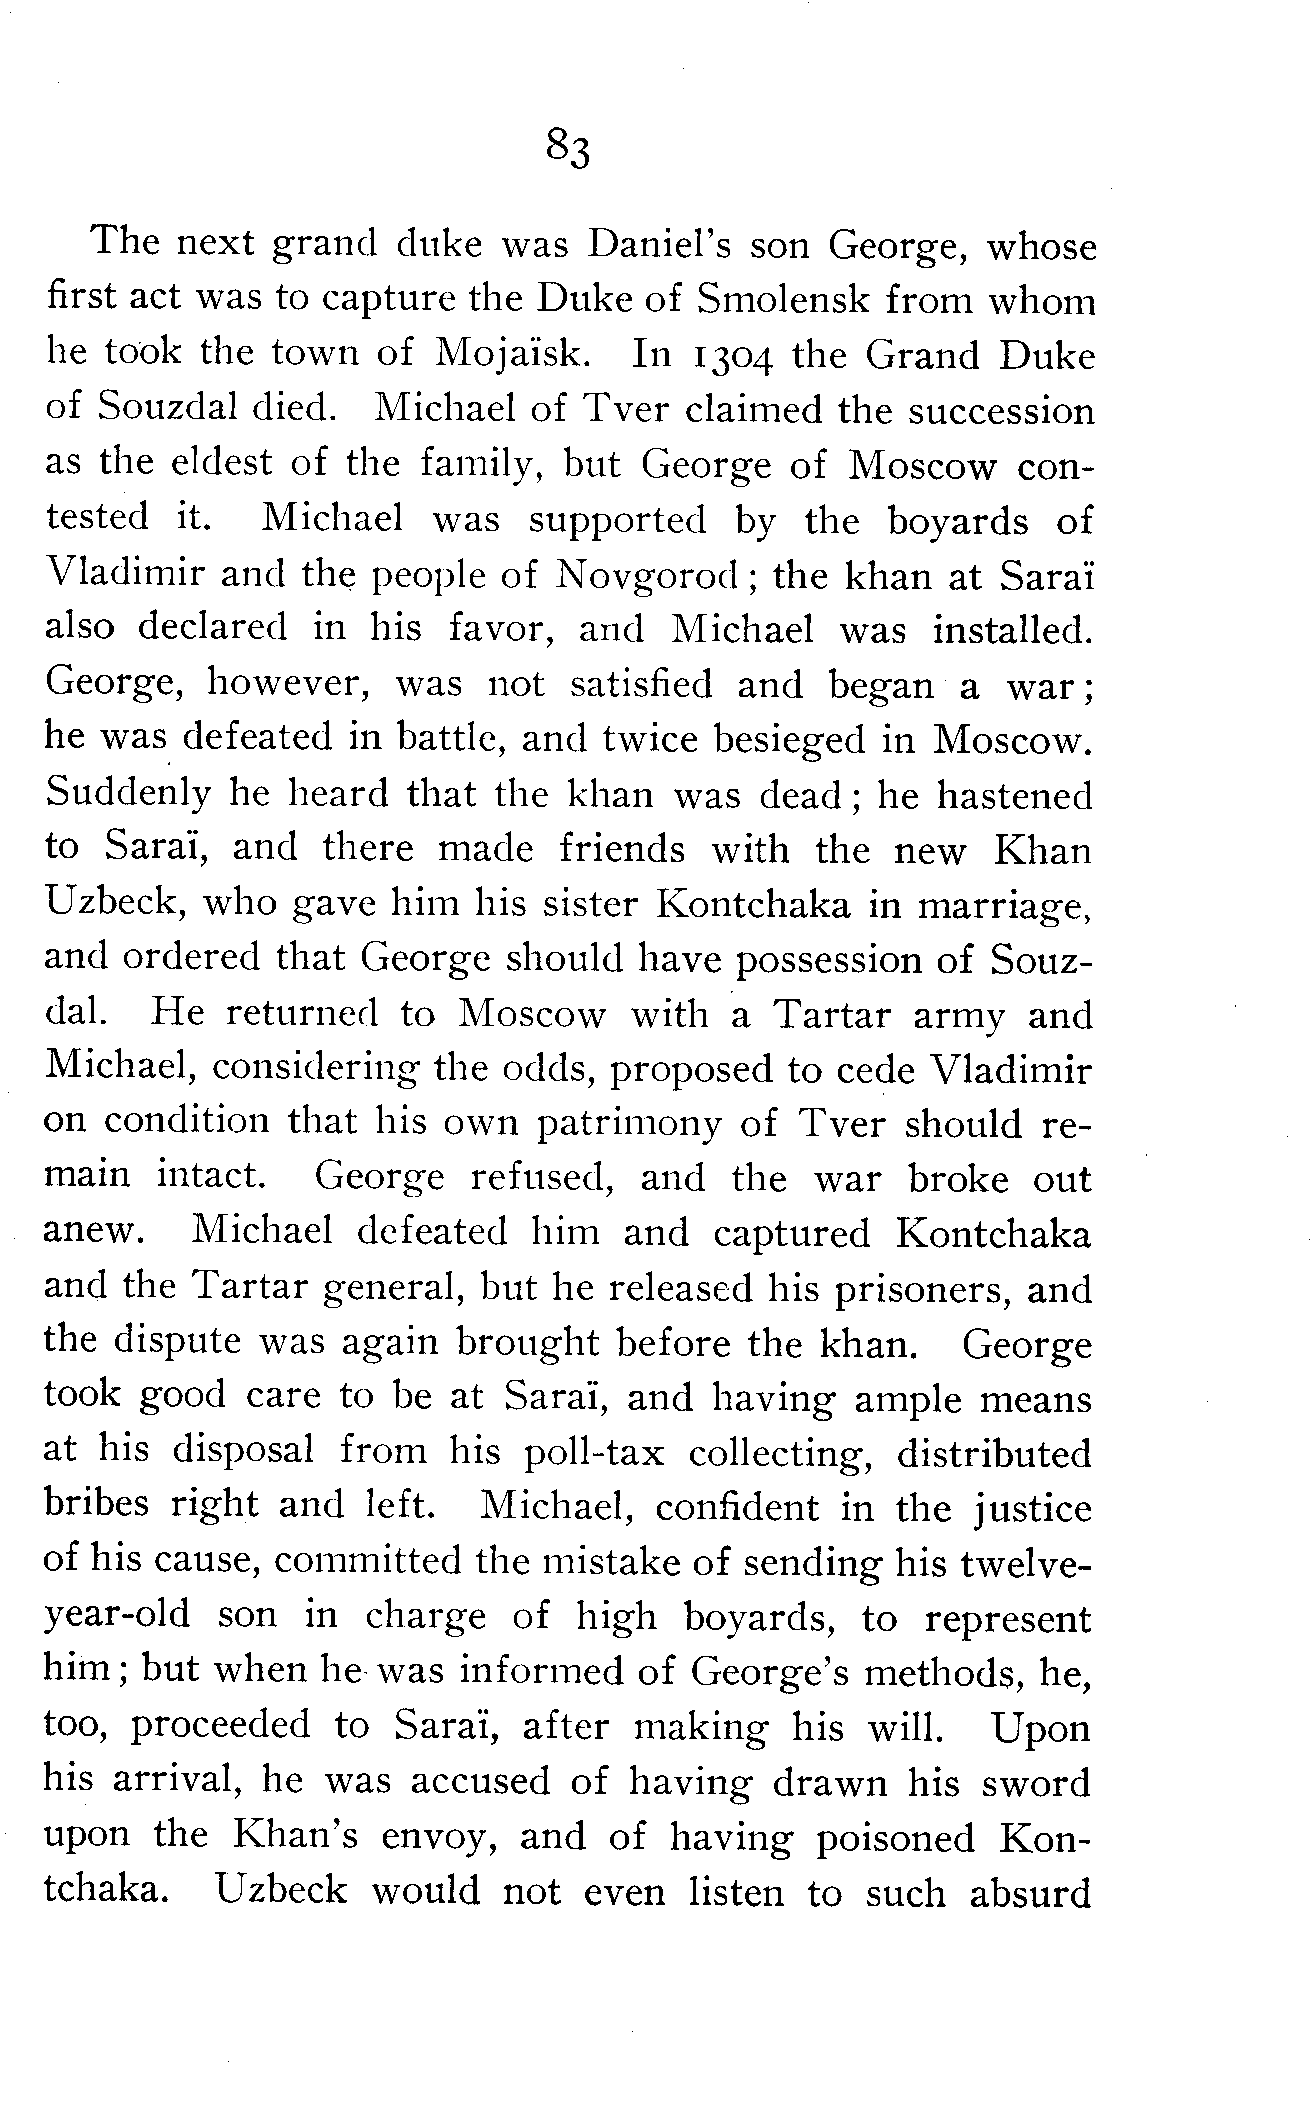 83
The next grand duke was Daniel's son George, whose
first act was to capture the Duke of Smolensk from whom
he took the town of Mojaïsk. In 1304 the Grand Duke
of Souzdal died. Michael of Tver claimed the succession
as the eldest of the family, but George of Moscow con-
tested it. Michael was supported by the boyards of
Vladimir and the people of Novgorod; the khan at Saraï
also declared in his favor, and Michael was installed.
George, however, was not satisfied and began a war;
he was defeated in battle, and twice besieged in Moscow.
Suddenly he heard that the khan was dead; he hastened
to Saraï, and there made friends with the new Khan
Uzbeck, who gave him his sister Kontchaka in marriage,
and ordered that George should have possession of Souz-
dal. He returned to Moscow with a Tartar army and
Michael, considering the odds, proposed to cede Vladimir
on condition that his own patrimony of Tver should re-
main intact. George refused, and the war broke out
anew. Michael defeated him and captured Kontchaka
and the Tartar general, but he released his prisoners, and
the dispute was again brought before the khan. George
took good care to be at Saraï, and having ample means
at his disposal from his poll-tax collecting, distributed
bribes right and left. Michael, confident in the justice
of his cause, committed the mistake of sending his twelve-
year-old son in charge of high boyards, to represent
him; but when he was informed of George's methods, he,
too, proceeded to Saraï, after making his will. Upon
his arrival, he was accused of having drawn his sword
upon the Khan's envoy, and of having poisoned Kon-
tchaka. Uzbeck would not even listen to such absurd